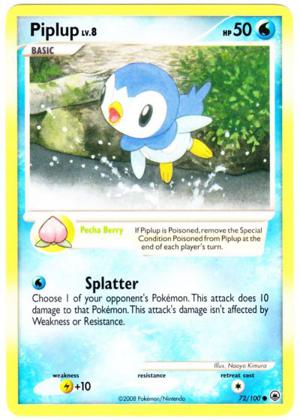 Piplup LV.8
HP 50
BASIC
Pecha Berry
If Piplup is Poisoned, remove the Special
Condition Poisoned from Piplup at the
end of each player's turn.
Splatter
Choose 1 of your opponent's Pokémon. This attack does 10
damage to that Pokémon. This attack's damage isn't affected by
Weakness or Resistance.
weakness
resistance
retreat cost
+10
Illus. Naoyo Kimura
©2008 Pokémon/Nintendo
72/100